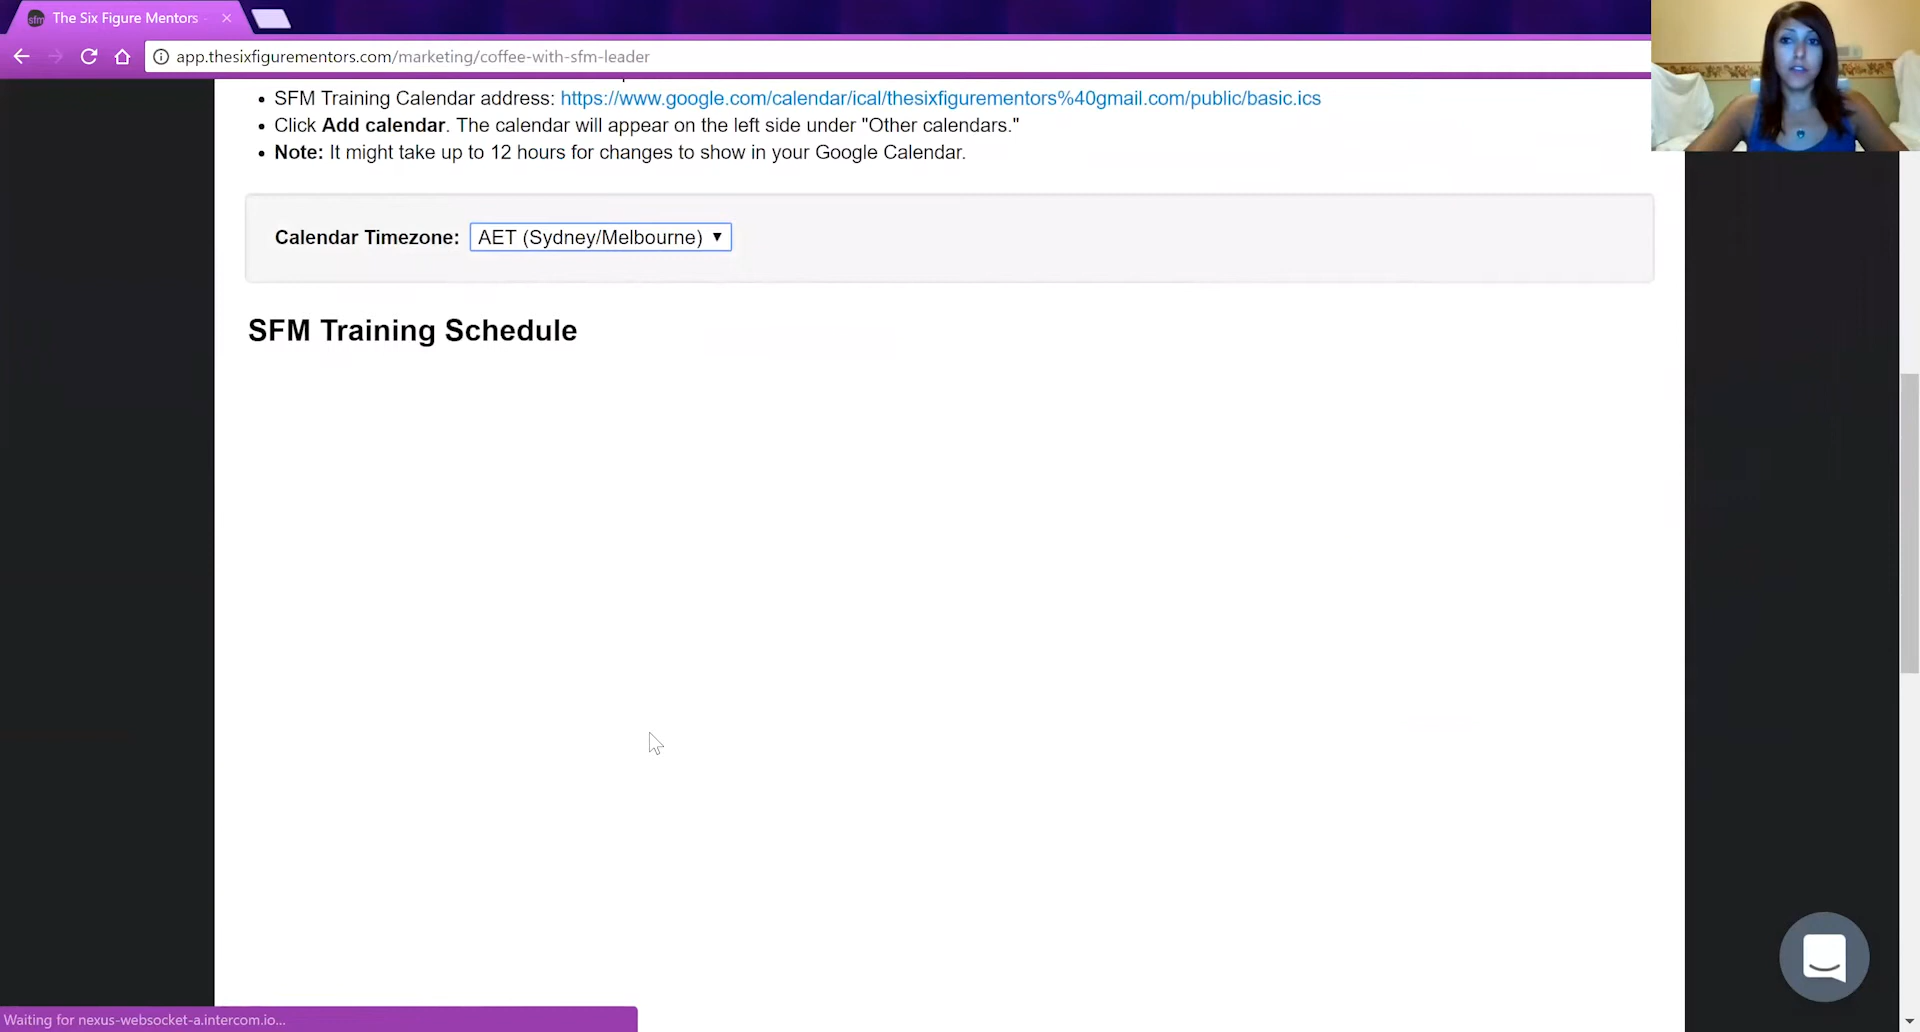 The Six Figure Mentors
app.thesixfigurementors.com/marketing/coffee-with-sfm-leader
SFM Training Calendar address: https://www.google.com/calendar/ical/thesixfigurementors%40gmail.com/public/basic.ics
Click Add calendar. The calendar will appear on the left side under "Other calendars."
Note: It might take up to 12 hours for changes to show in your Google Calendar.
Calendar Timezone: AET (Sydney/Melbourne)
SFM Training Schedule
Waiting for nexus-websocket-a.intercom.io...